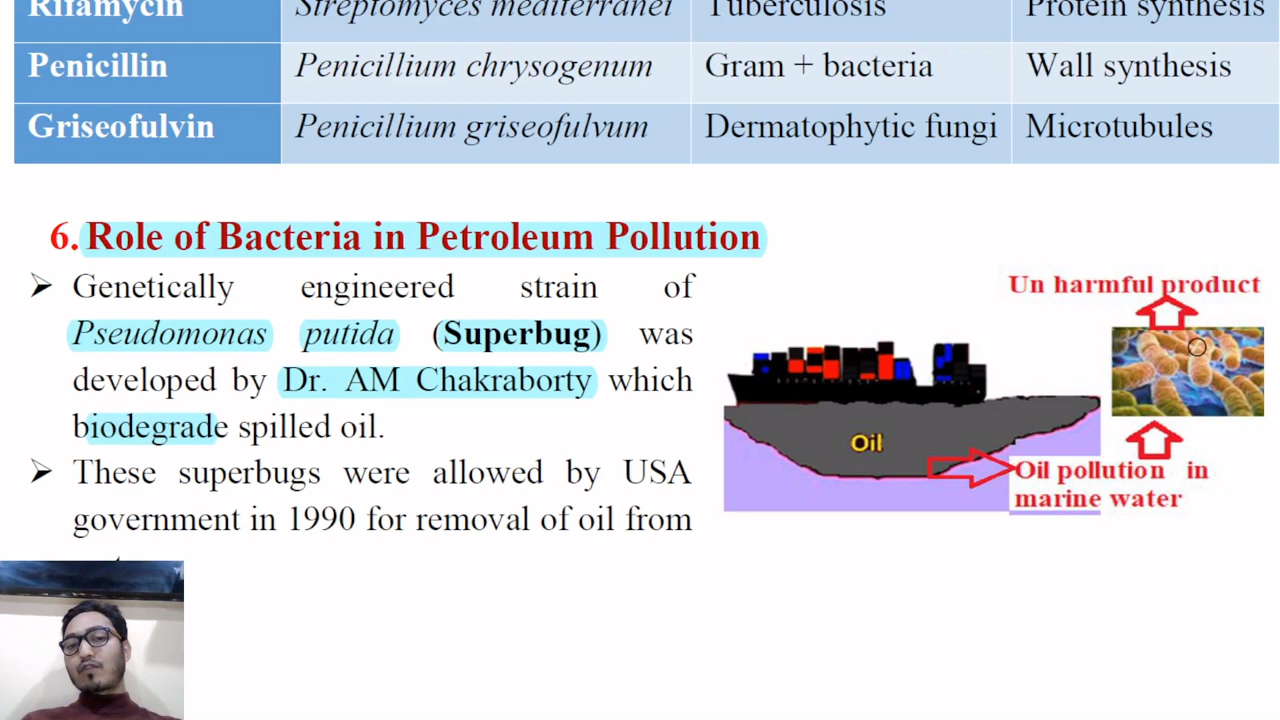 Rifamycin Streptomyces mediterranei Tuberculosis Protein synthesis
Penicillin Penicillium chrysogenum Gram + bacteria Wall synthesis
Griseofulvin Penicillium griseofulvum Dermatophytic fungi Microtubules
6. Role of Bacteria in Petroleum Pollution
Genetically engineered strain of
Pseudomonas putida (Superbug) was
developed by Dr. AM Chakraborty which
biodegrade spilled oil.
These superbugs were allowed by USA
government in 1990 for removal of oil from
Un harmful product
Oil
Oil pollution in
marine water